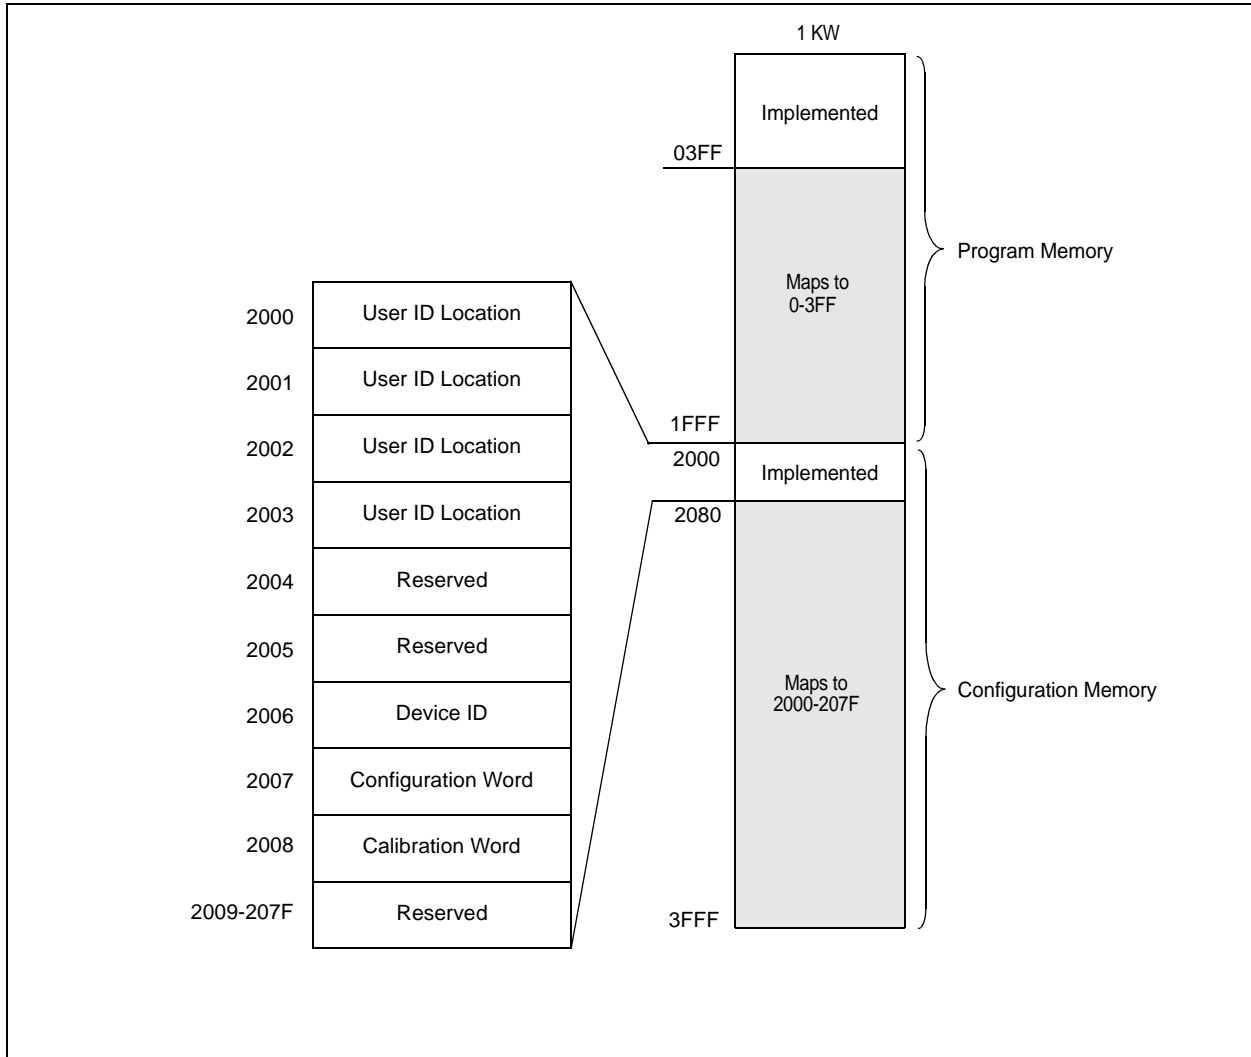 1 KW
Implemented
03FF
Program Memory
Maps to
0-3FF
2000 User ID Location
2001 User ID Location
1FFF
2002 User ID Location
2000
Implemented
2003 User ID Location
2080
2004 Reserved
2005 Reserved
Maps to
2000-207F
Configuration Memory
2006 Device ID
2007 Configuration Word
2008 Calibration Word
2009-207F Reserved
3FFF